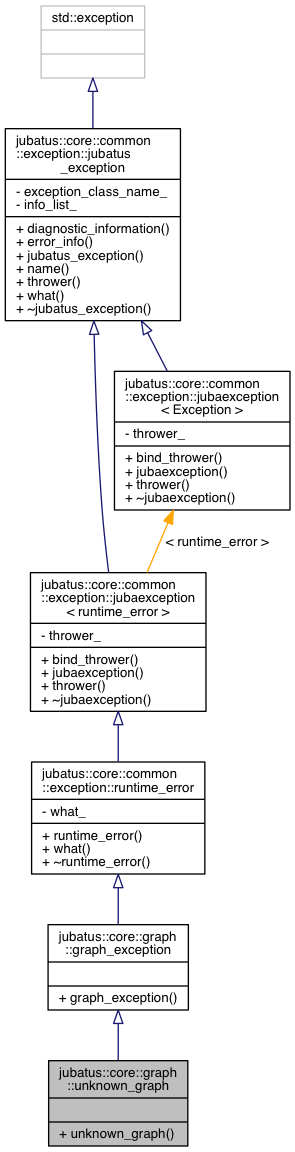 std::exception
jubatus::core::common
::exception::jubatus
_exception
- exception_class_name_
- info_list_
+ diagnostic_information()
+ error_info()
+ jubatus_exception()
+ name()
+ thrower()
+ what()
+ ~jubatus_exception()
jubatus::core::common
::exception::jubaexception
< Exception >
- thrower_
+ bind_thrower()
+ jubaexception()
+ thrower()
+ ~jubaexception()
< runtime_error >
jubatus::core::common
::exception::jubaexception
< runtime_error >
- thrower_
+ bind_thrower()
+ jubaexception()
+ thrower()
+ ~jubaexception()
jubatus::core::common
::exception::runtime_error
- what_
+ runtime_error()
+ what()
+ ~runtime_error()
jubatus::core::graph
::graph_exception
+ graph_exception()
jubatus::core::graph
::unknown_graph
+ unknown_graph()